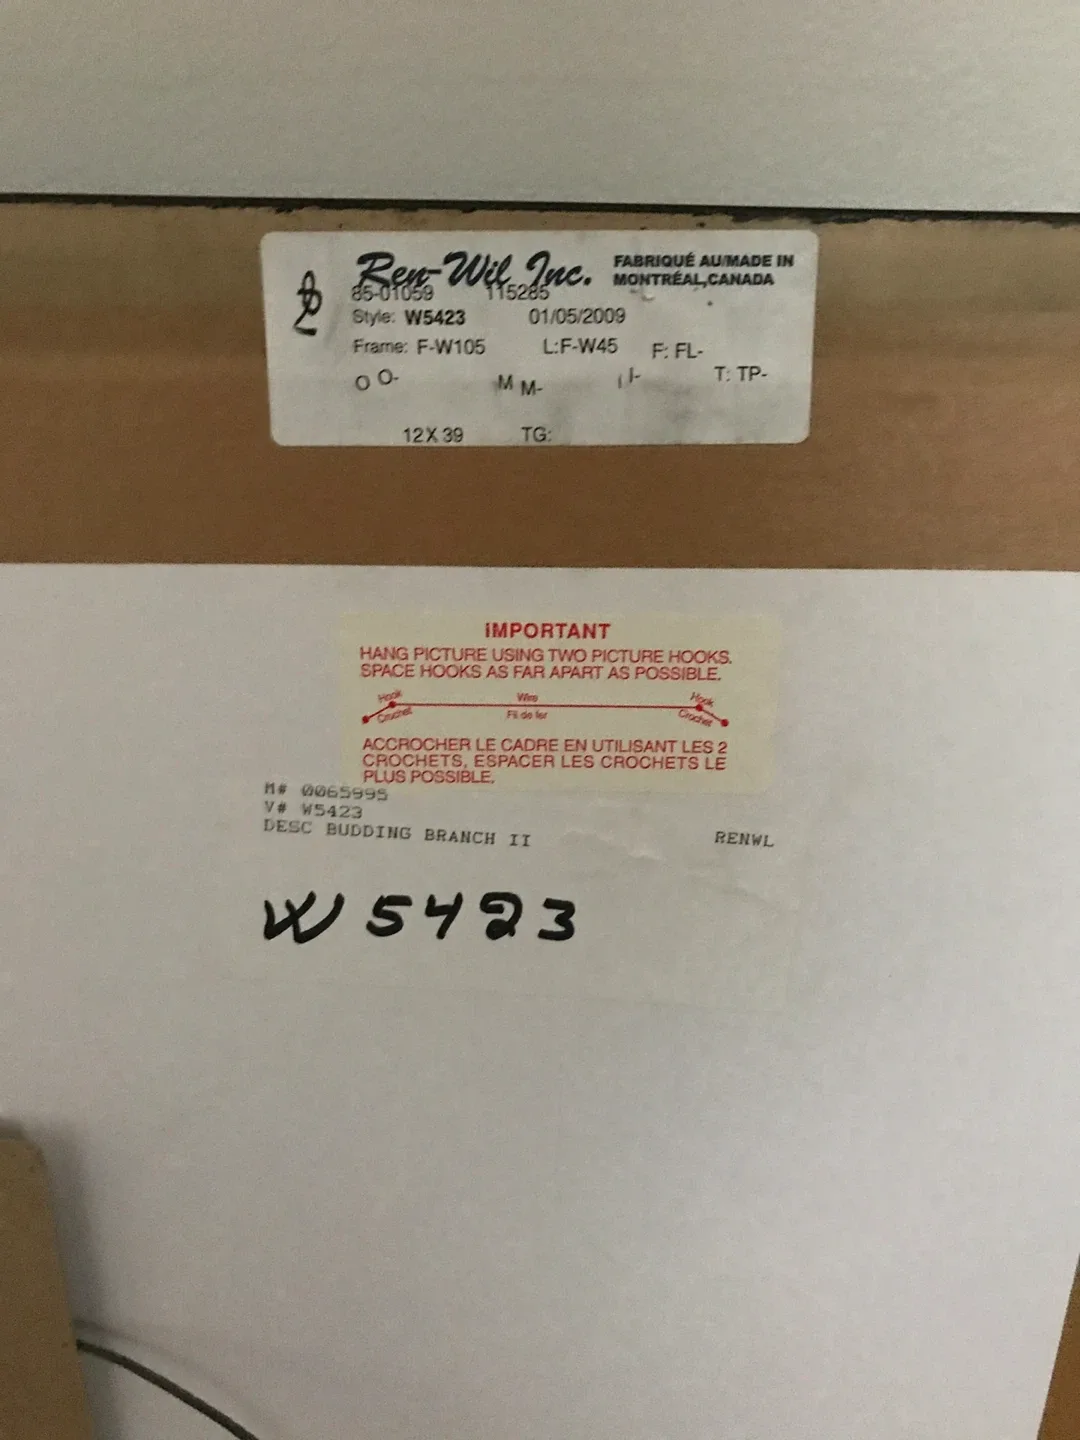 Ren-Wil Inc. FABRIQUÉ AU/MADE IN
MONTRÉAL, CANADA
85-01059 115285
Style: W5423 01/05/2009
Frame: F-W105 L:F-W45 F: FL-
O O- M M- I I- T: TP-
12X39 TG:
IMPORTANT
HANG PICTURE USING TWO PICTURE HOOKS.
SPACE HOOKS AS FAR APART AS POSSIBLE.
Hook Wire Hook
Crochet Fil de fer Crochet
ACCROCHER LE CADRE EN UTILISANT LES 2
CROCHETS, ESPACER LES CROCHETS LE
PLUS POSSIBLE.
M# 0065995
V# W5423
DESC BUDDING BRANCH II RENWL
W5423